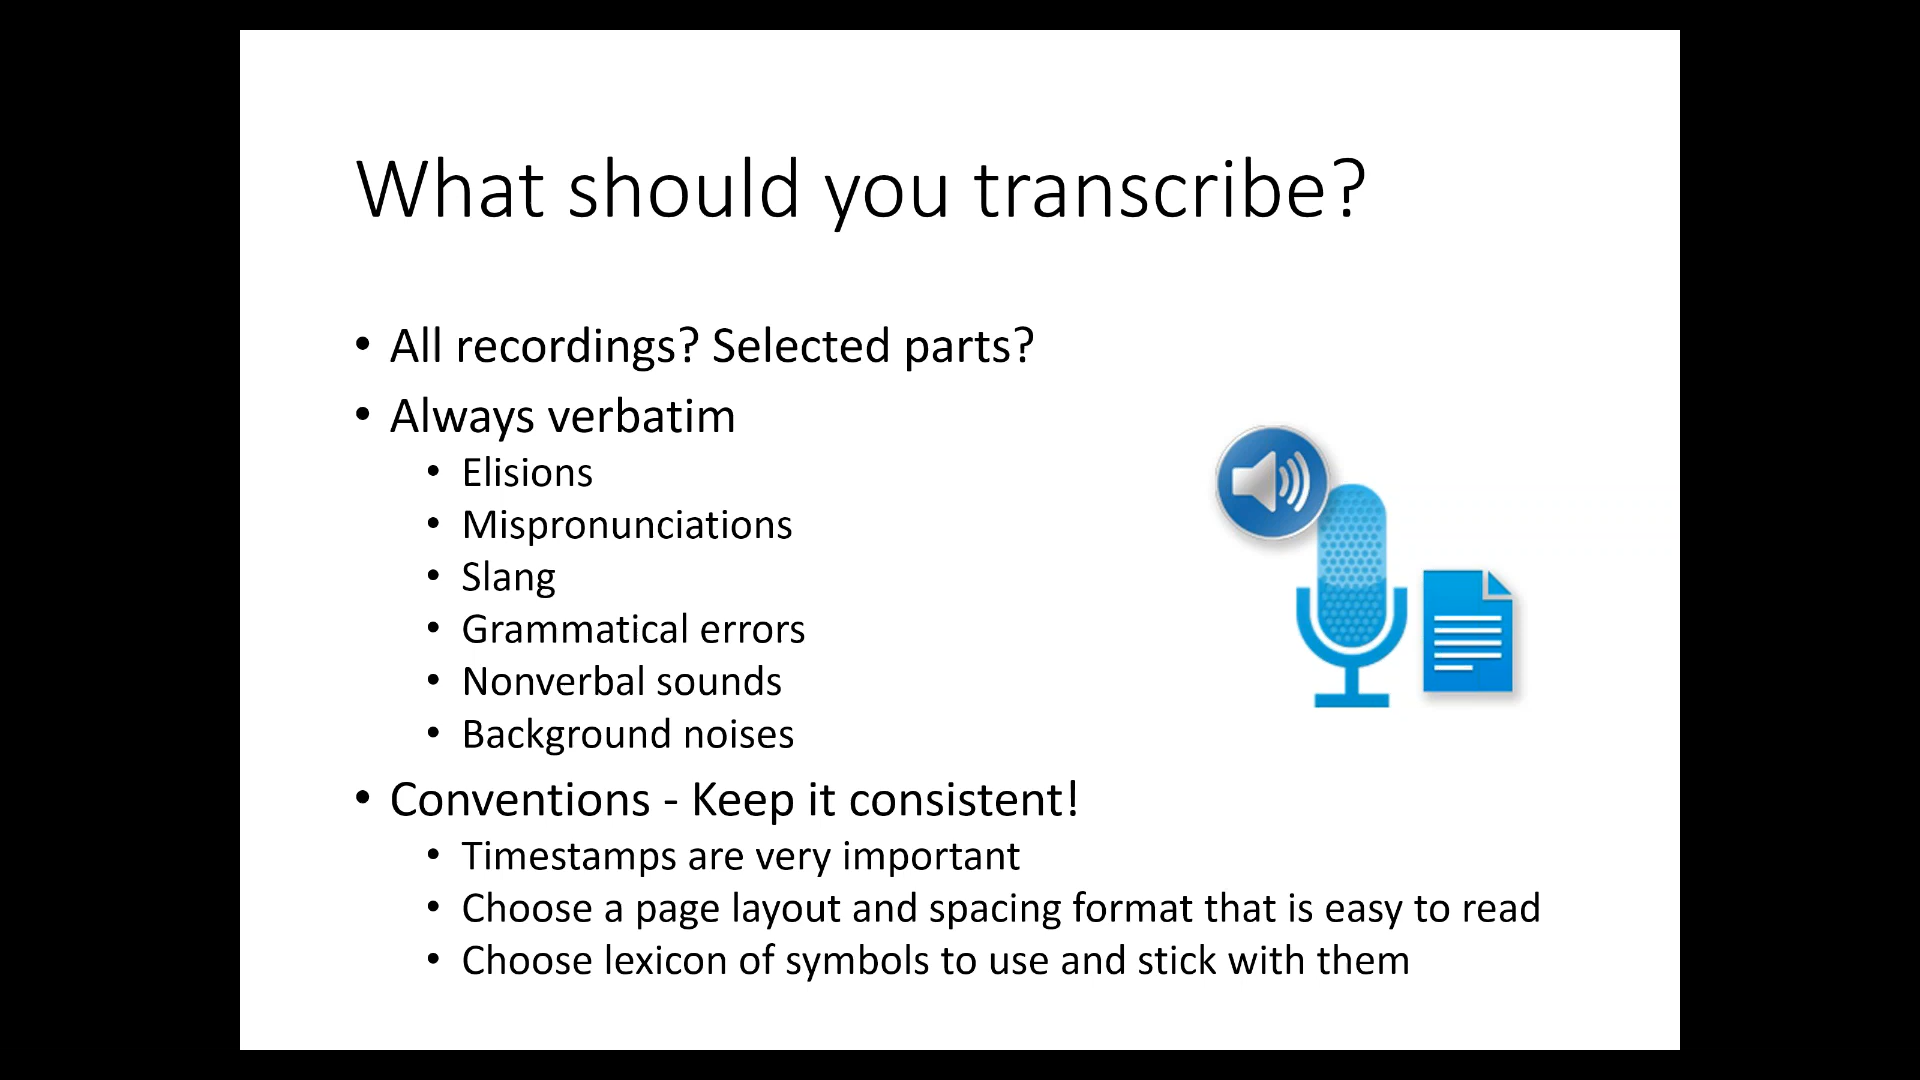 What should you transcribe?
• All recordings? Selected parts?
• Always verbatim
• Elisions
• Mispronunciations
• Slang
• Grammatical errors
• Nonverbal sounds
• Background noises
• Conventions - Keep it consistent!
• Timestamps are very important
• Choose a page layout and spacing format that is easy to read
• Choose lexicon of symbols to use and stick with them